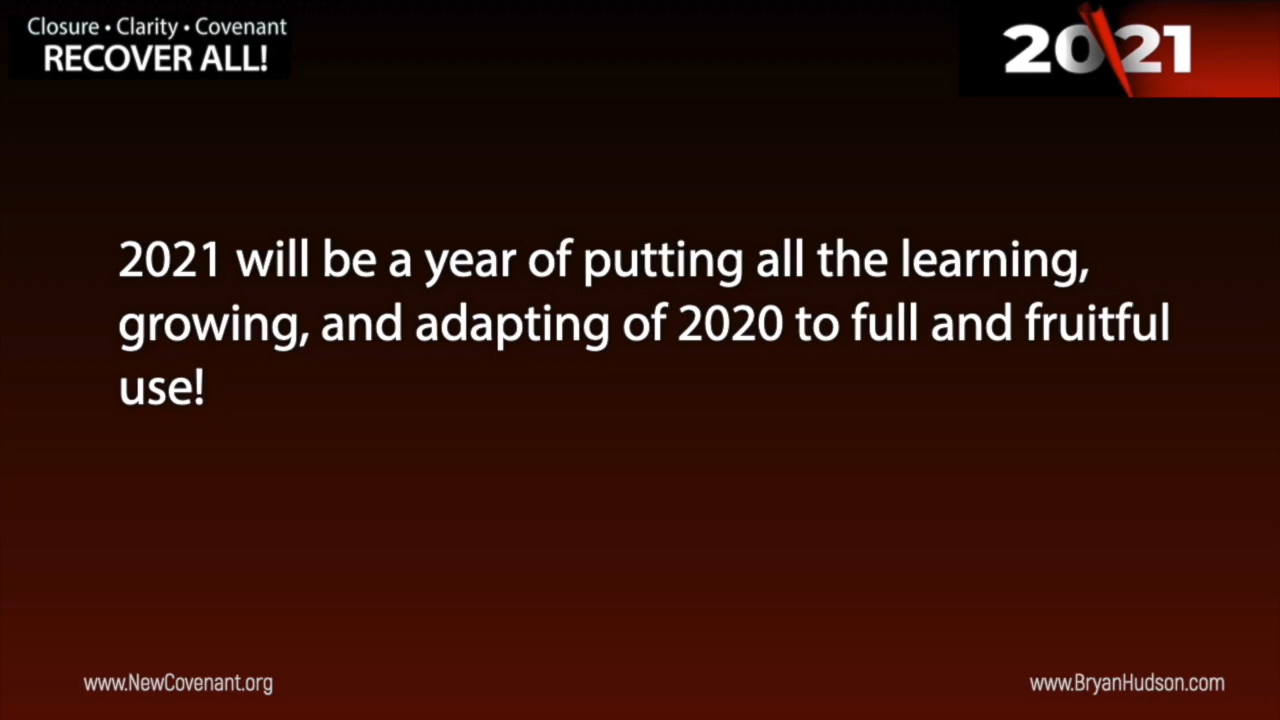 Closure • Clarity • Covenant
RECOVER ALL!
2021
2021 will be a year of putting all the learning,
growing, and adapting of 2020 to full and fruitful
use!
www.NewCovenant.org
www.BryanHudson.com